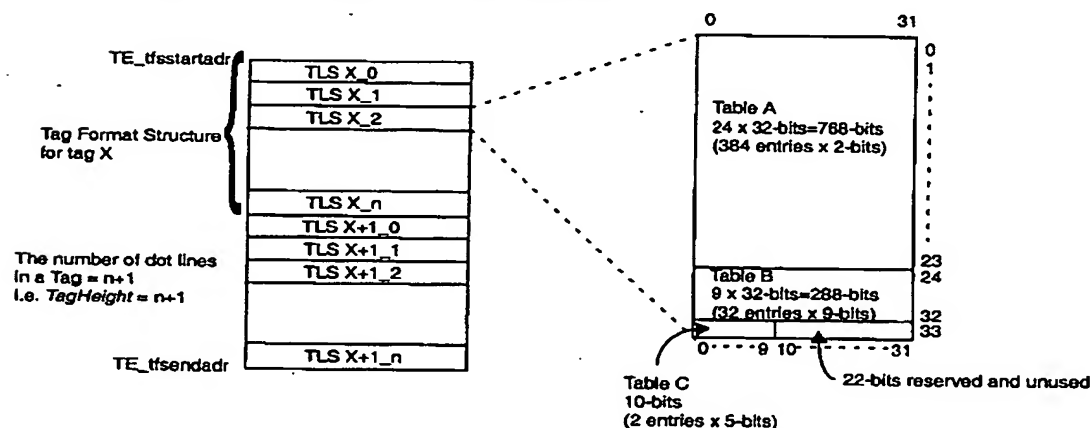 TE_tfsstartadr
TLS X_0
TLS X_1
TLS X_2
Tag Format Structure
for tag X
TLS X_n
TLS X+1_0
TLS X+1_1
TLS X+1_2
The number of dot lines
in a Tag = n+1
i.e. TagHeight = n+1
TE_tfsendadr
TLS X+1_n
0 31
0
1
Table A
24 x 32-bits=768-bits
(384 entries x 2-bits)
23
24
Table B
9 x 32-bits=288-bits
(32 entries x 9-bits)
32
33
0 9 10 31
Table C
10-bits
(2 entries x 5-bits)
22-bits reserved and unused